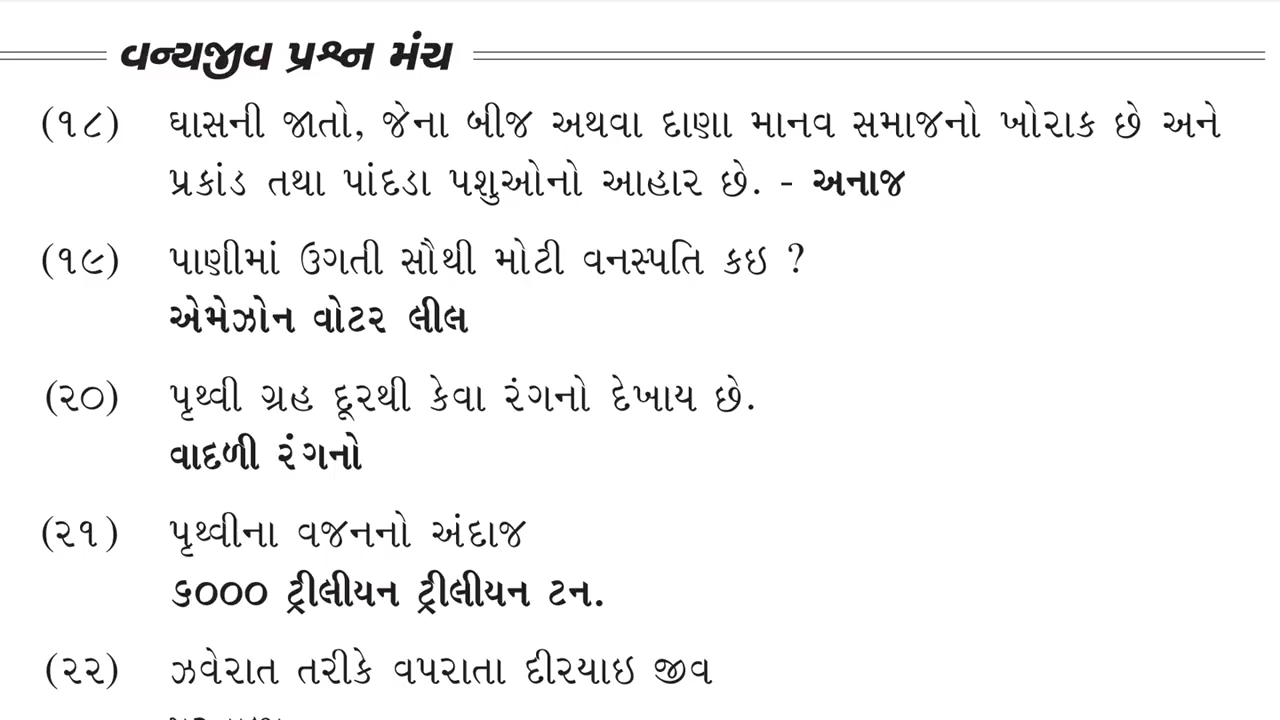 વન્યજીવ પ્રશ્ન મંચ
(૧૮) ઘાસની જાતો, જેના બીજ અથવા દાણા માનવ સમાજનો ખોરાક છે અને
પ્રકાંડ તથા પાંદડા પશુઓનો આહાર છે. - અનાજ
(૧૯) પાણીમાં ઉગતી સૌથી મોટી વનસ્પતિ કઇ ?
એમેઝોન વોટર લીલ
(૨૦) પૃથ્વી ગ્રહ દૂરથી કેવા રંગનો દેખાય છે.
વાદળી રંગનો
(૨૧) પૃથ્વીના વજનનો અંદાજ
૬૦૦૦ ટ્રીલીયન ટ્રીલીયન ટન.
(૨૨) ઝવેરાત તરીકે વપરાતા દીરયાઇ જીવ